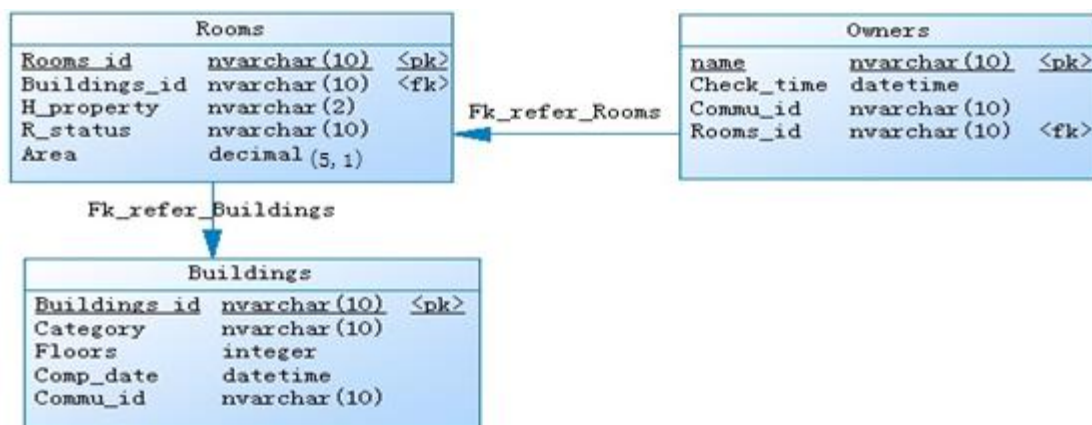 Rooms
Rooms_id nvarchar(10) <pk>
Buildings_id nvarchar(10) <fk>
H_property nvarchar(2)
R_status nvarchar(10)
Area decimal (5, 1)
Owners
name nvarchar(10) <pk>
Check_time datetime
Commu_id nvarchar(10)
Rooms_id nvarchar(10) <fk>
Fk_refer_Rooms
Fk_refer_Buildings
Buildings
Buildings_id nvarchar(10) <pk>
Category nvarchar(10)
Floors integer
Comp_date datetime
Commu_id nvarchar(10)